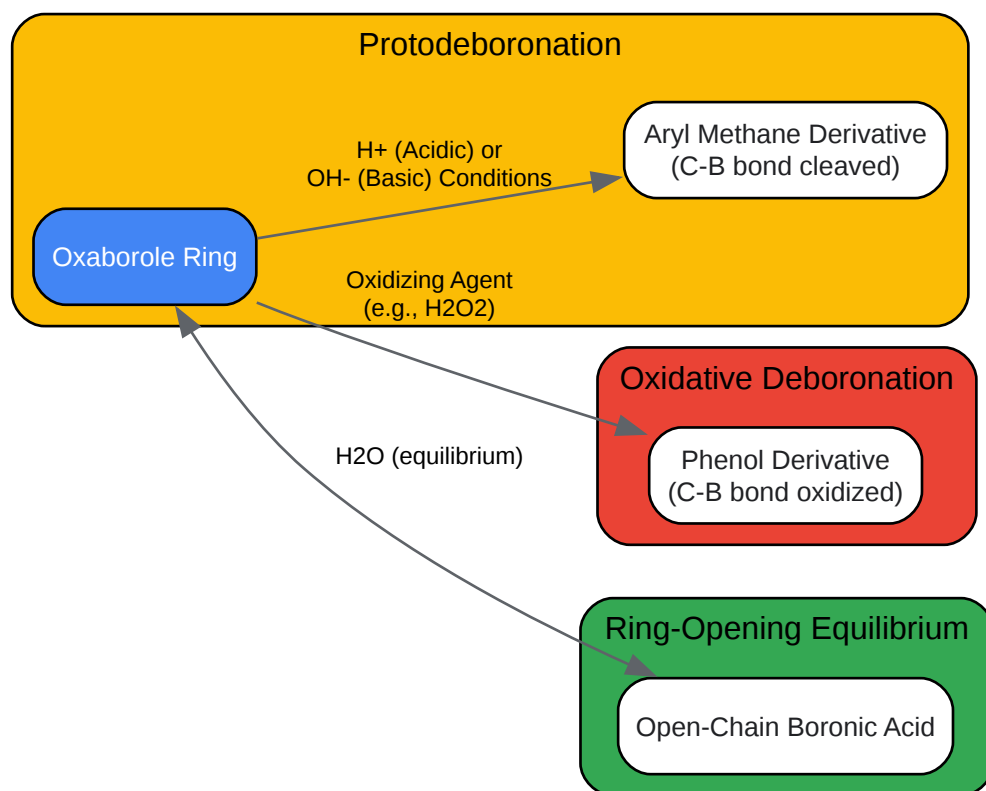 Protodeboronation
Aryl Methane Derivative
(C-B bond cleaved)
H+ (Acidic) or
OH- (Basic) Conditions
Oxaborole Ring
Oxidizing Agent
(e.g., H2O2)
Oxidative Deboronation
Phenol Derivative
(C-B bond oxidized)
H2O (equilibrium)
Ring-Opening Equilibrium
Open-Chain Boronic Acid